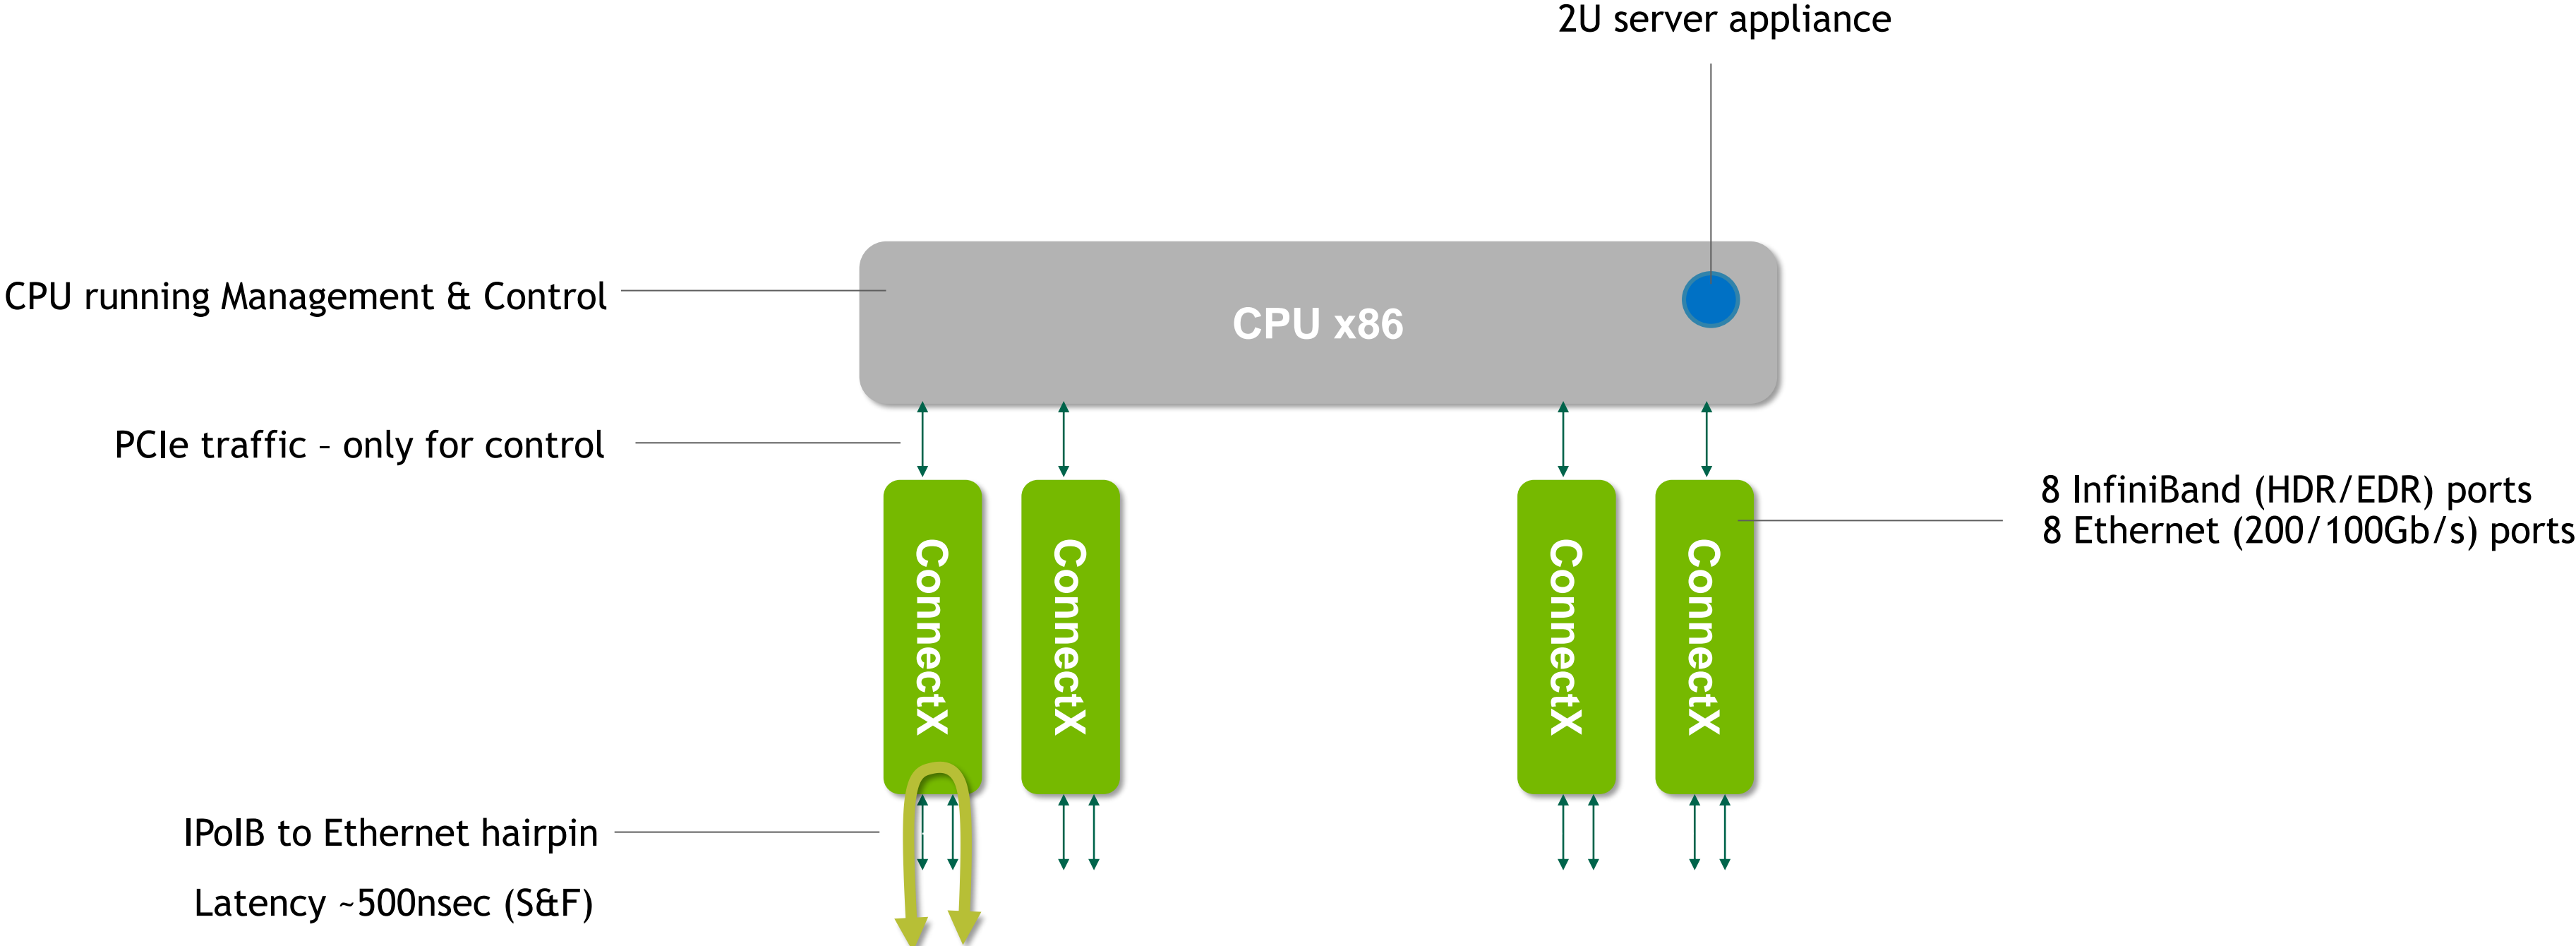 2U server appliance
CPU running Management & Control
CPU x86
PCIe traffic – only for control
8 InfiniBand (HDR/EDR) ports
8 Ethernet (200/100Gb/s) ports
ConnectX
ConnectX
ConnectX
ConnectX
IPoIB to Ethernet hairpin
Latency ~500nsec (S&F)